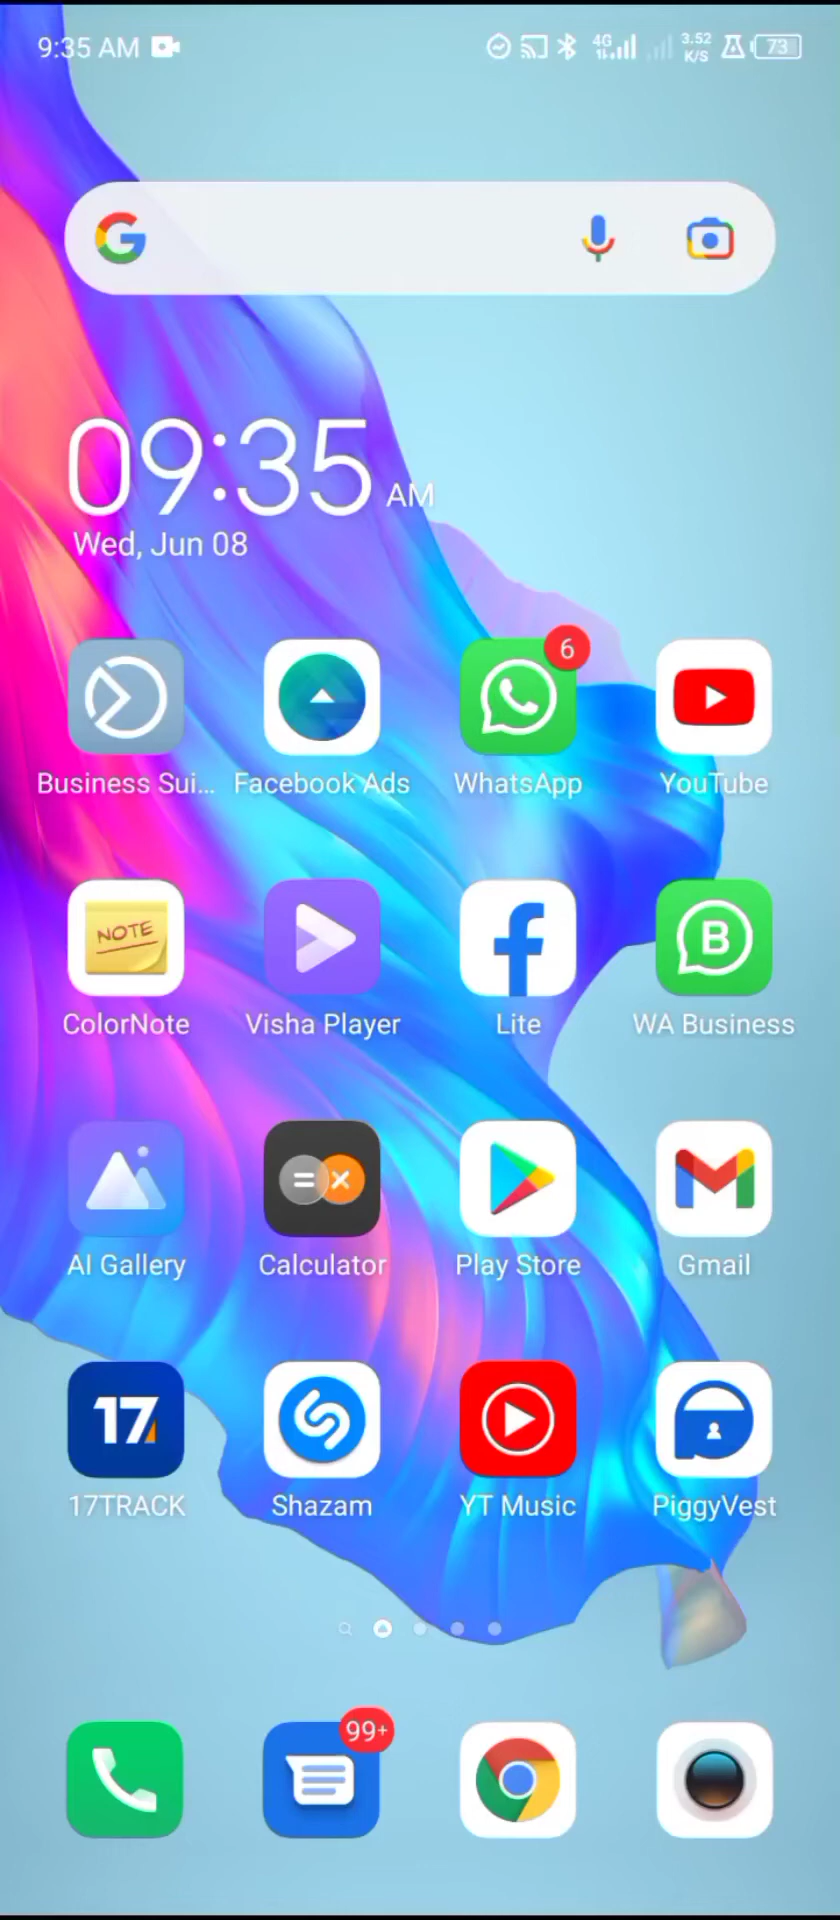 9:35 AM
4G 3.52 K/S 73
09:35 AM
Wed, Jun 08
6
Business Sui... Facebook Ads WhatsApp YouTube
NOTE
B
ColorNote Visha Player Lite WA Business
AI Gallery Calculator Play Store Gmail
17
17TRACK Shazam YT Music PiggyVest
99+